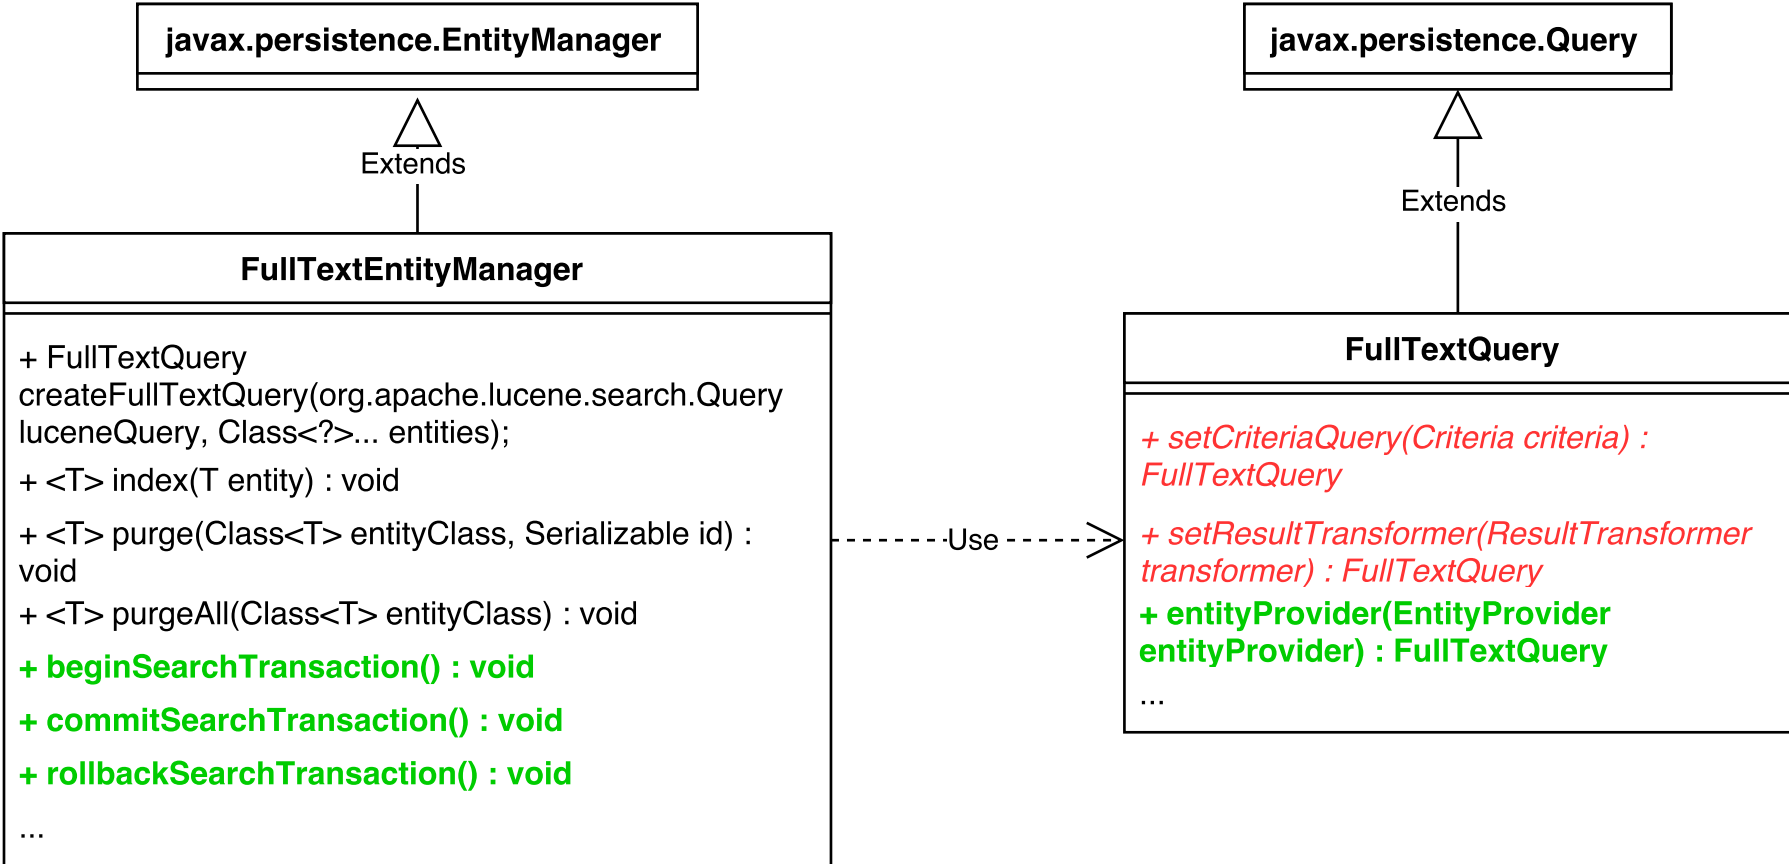 javax.persistence.EntityManager
Extends
FullTextEntityManager
+ FullTextQuery
createFullTextQuery(org.apache.lucene.search.Query
luceneQuery, Class<?>... entities);
+ <T> index(T entity) : void
+ <T> purge(Class<T> entityClass, Serializable id) :
void
+ <T> purgeAll(Class<T> entityClass) : void
+ beginSearchTransaction() : void
+ commitSearchTransaction() : void
+ rollbackSearchTransaction() : void
...
Use
javax.persistence.Query
Extends
FullTextQuery
+ setCriteriaQuery(Criteria criteria) :
FullTextQuery
+ setResultTransformer(ResultTransformer
transformer) : FullTextQuery
+ entityProvider(EntityProvider
entityProvider) : FullTextQuery
...